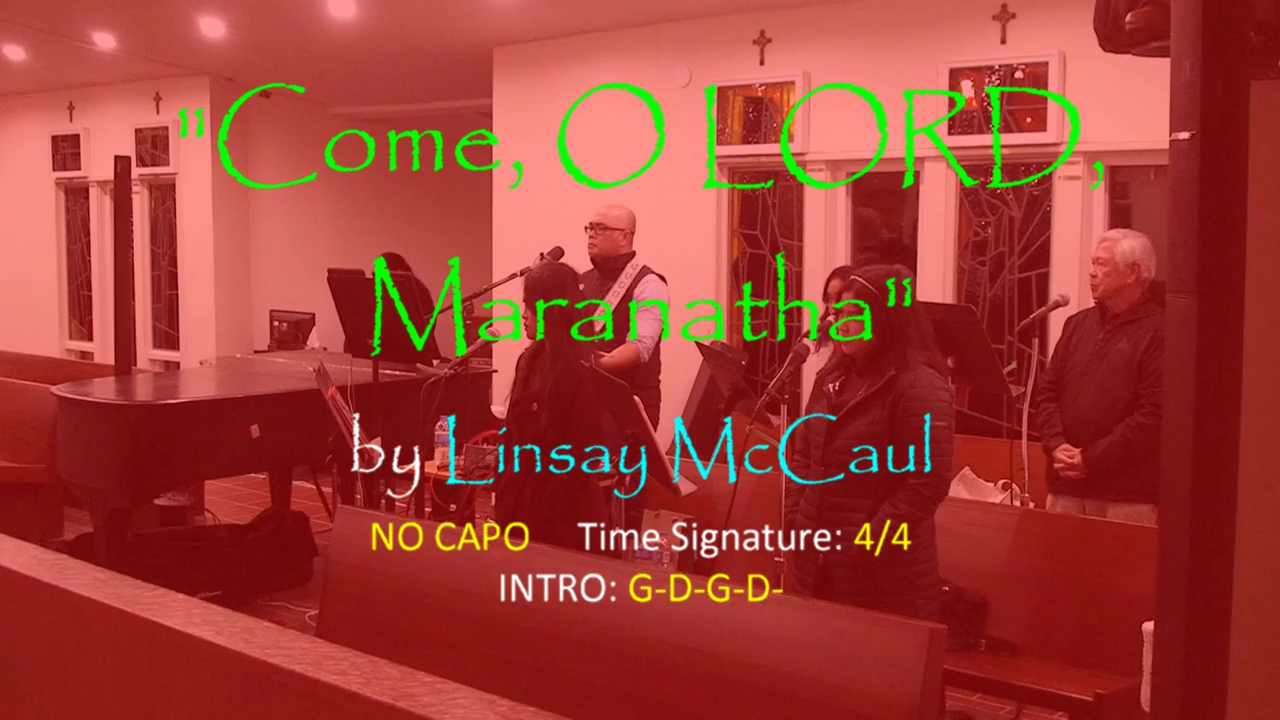 "Come, O LORD,
Maranatha"
by Linsay McCaul
NO CAPO Time Signature: 4/4
INTRO: G-D-G-D-